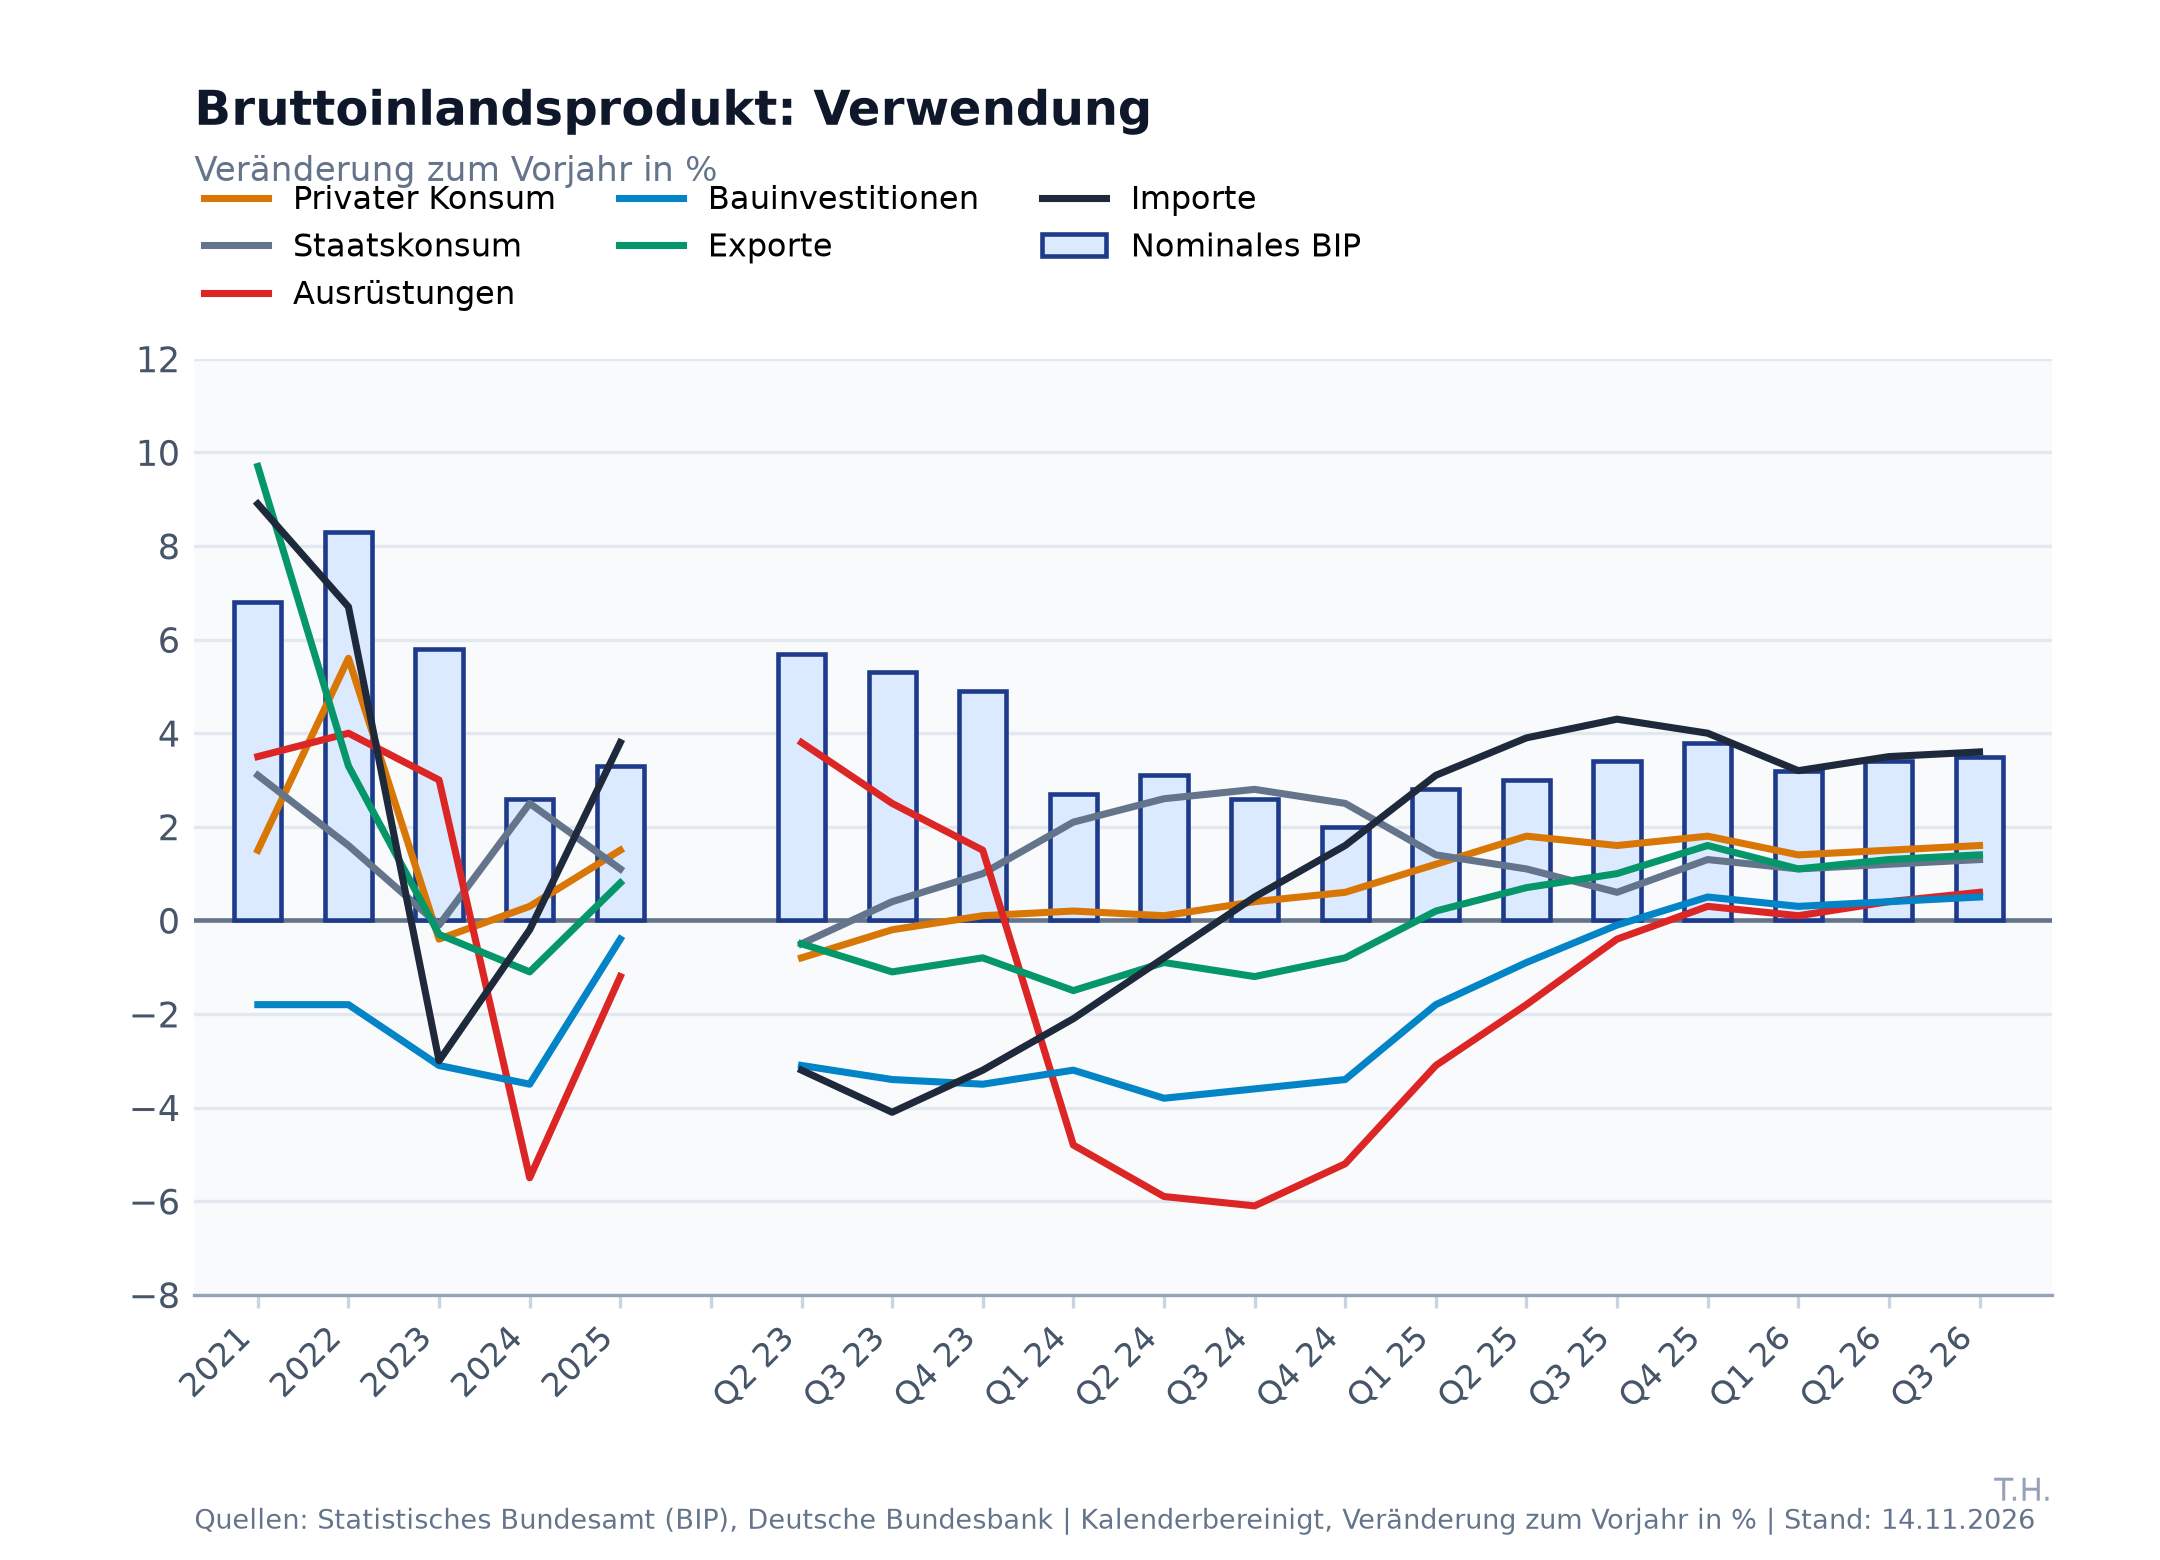 Bruttoinlandsprodukt: Verwendung
Veränderung zum Vorjahr in %
Privater Konsum Bauinvestitionen Importe
Staatskonsum Exporte Nominales BIP
Ausrüstungen
12
10
8
6
4
2
0
−2
−4
−6
−8
2021 2022 2023 2024 2025 Q2 23 Q3 23 Q4 23 Q1 24 Q2 24 Q3 24 Q4 24 Q1 25 Q2 25 Q3 25 Q4 25 Q1 26 Q2 26 Q3 26
T.H.
Quellen: Statistisches Bundesamt (BIP), Deutsche Bundesbank | Kalenderbereinigt, Veränderung zum Vorjahr in % | Stand: 14.11.2026